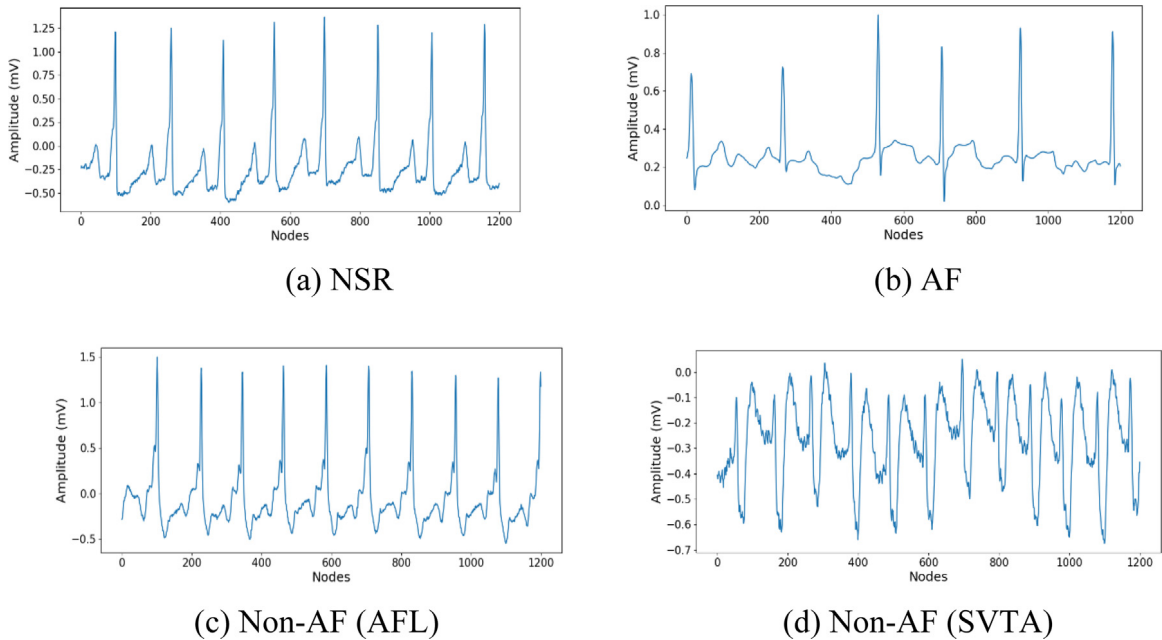 1.25
1.00
0.75
0.50
0.25
0.00
−0.25
−0.50
Amplitude (mV)
0 200 400 600 800 1000 1200
Nodes
(a) NSR
1.0
0.8
0.6
0.4
0.2
0.0
Amplitude (mV)
0 200 400 600 800 1000 1200
Nodes
(b) AF
1.5
1.0
0.5
0.0
−0.5
Amplitude (mV)
0 200 400 600 800 1000 1200
Nodes
(c) Non-AF (AFL)
0.0
−0.1
−0.2
−0.3
−0.4
−0.5
−0.6
−0.7
Amplitude (mV)
0 200 400 600 800 1000 1200
Nodes
(d) Non-AF (SVTA)